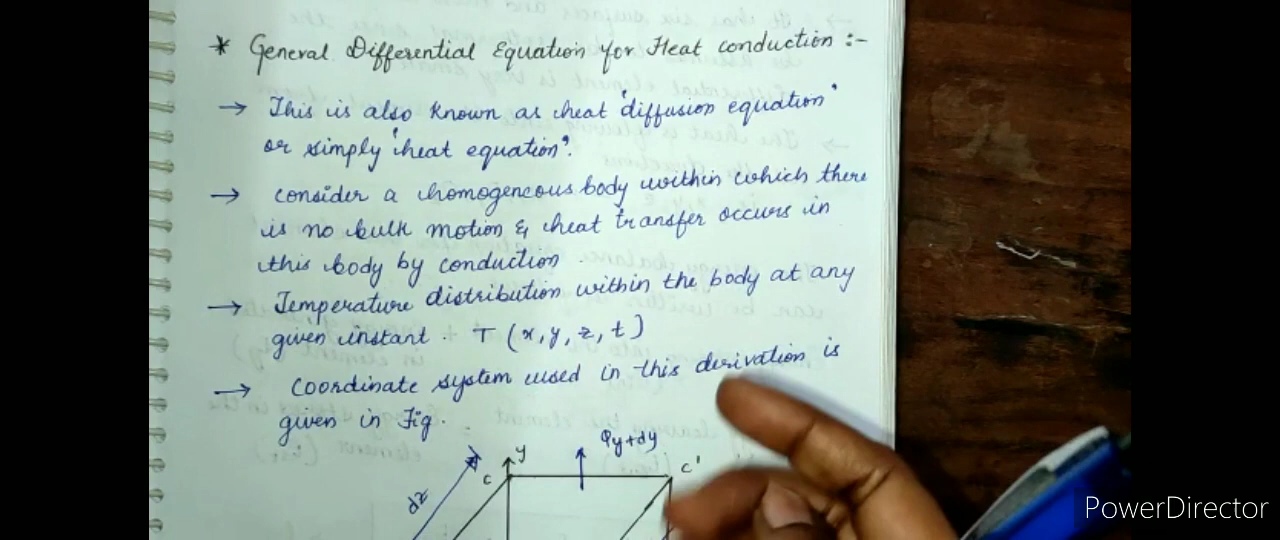 * General Differential Equation for Heat conduction :-
→ This is also known as heat 'diffusion equation'
or simply 'heat equation'.
→ consider a homogeneous body within which there
is no bulk motion & heat transfer occurs in
this body by conduction.
→ Temperature distribution within the body at any
given instant. T (x, y, z, t)
→ Coordinate system used in this derivation is
given in Fig.
Qy+dy
y
c
c'
dz
PowerDirector